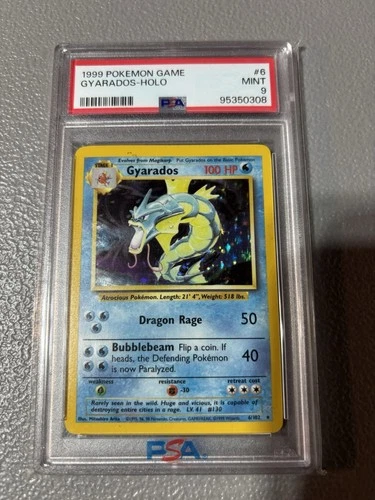 1999 POKEMON GAME #6
GYARADOS-HOLO MINT
9
PSA 95350308
STAGE 1
Evolves from Magikarp Put Gyarados on the Basic Pokémon
Gyarados 100 HP
Atrocious Pokémon. Length: 21' 4", Weight: 518 lbs.
Dragon Rage 50
Bubblebeam Flip a coin. If
heads, the Defending Pokémon 40
is now Paralyzed.
weakness resistance retreat cost
-30
Rarely seen in the wild. Huge and vicious, it is capable of
destroying entire cities in a rage. LV. 41 #130
Illus. Mitsuhiro Arita 6/102
PSA